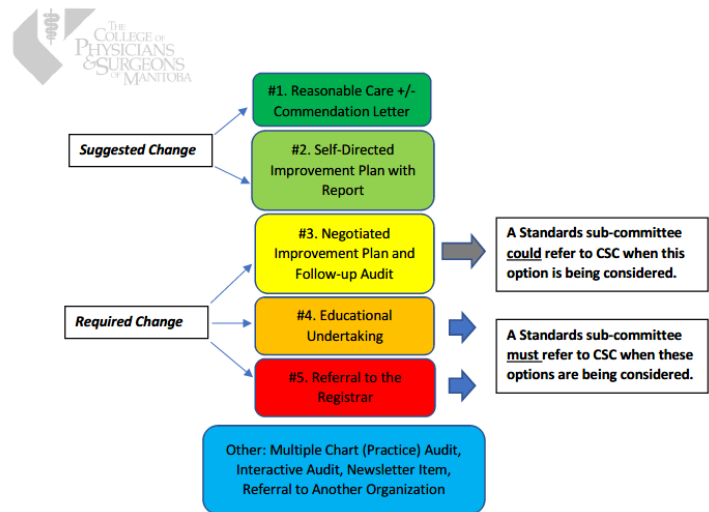 THE
COLLEGE OF
PHYSICIANS
&SURGEONS
OF MANITOBA
#1. Reasonable Care +/-
Commendation Letter
Suggested Change
#2. Self-Directed
Improvement Plan with
Report
#3. Negotiated
Improvement Plan and
Follow-up Audit
A Standards sub-committee
could refer to CSC when this
option is being considered.
Required Change
#4. Educational
Undertaking
A Standards sub-committee
must refer to CSC when these
options are being considered.
#5. Referral to the
Registrar
Other: Multiple Chart (Practice) Audit,
Interactive Audit, Newsletter Item,
Referral to Another Organization